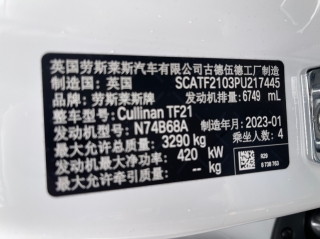 英国劳斯莱斯汽车有限公司古德伍德工厂制造
制造国: 英国 SCATF2103PU217445
品牌: 劳斯莱斯牌 发动机排量: 6749 mL
整车型号: Cullinan TF21
发动机型号: N74B68A 制造年月: 2023-01
最大允许总质量: 3290 kg 乘坐人数: 4
发动机最大净功率: 420 kW
最大允许牵引质量: -- kg
8 738 763